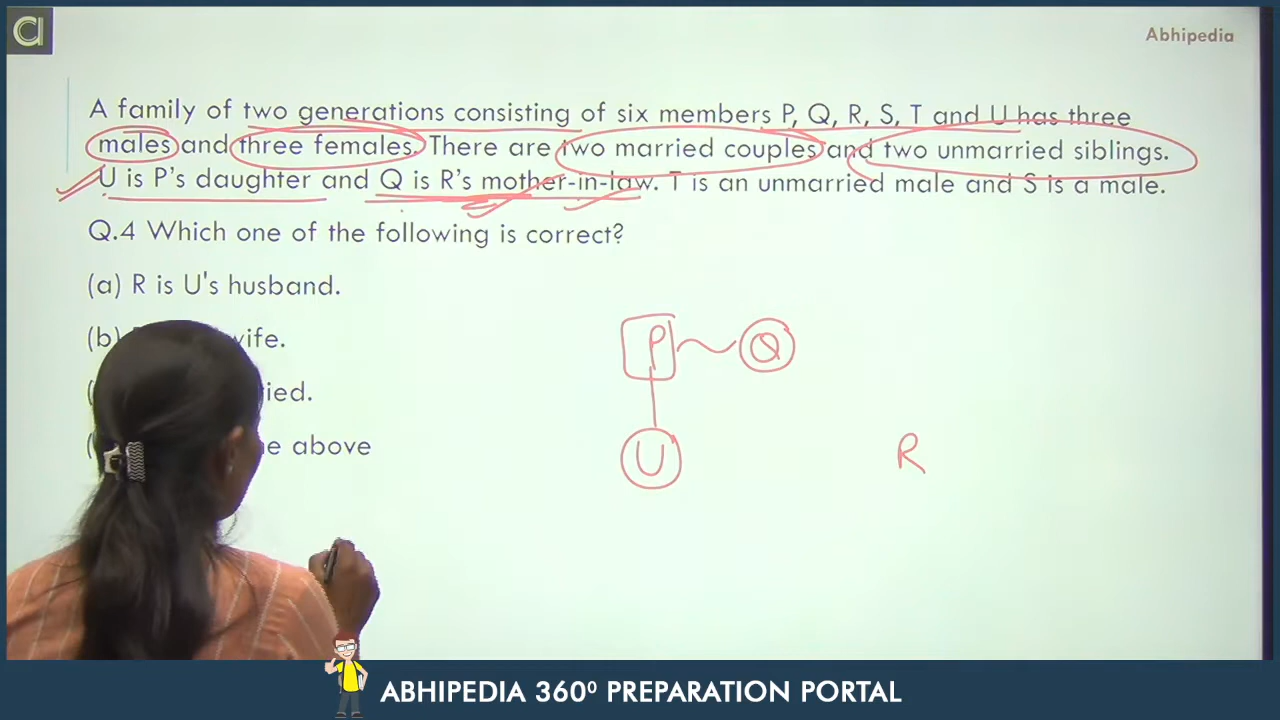 Abhipedia
A family of two generations consisting of six members P, Q, R, S, T and U has three
males and three females. There are two married couples and two unmarried siblings.
U is P's daughter and Q is R's mother-in-law. T is an unmarried male and S is a male.
Q.4 Which one of the following is correct?
(a) R is U's husband.
(b)
above
P Q
U R
ABHIPEDIA 360⁰ PREPARATION PORTAL